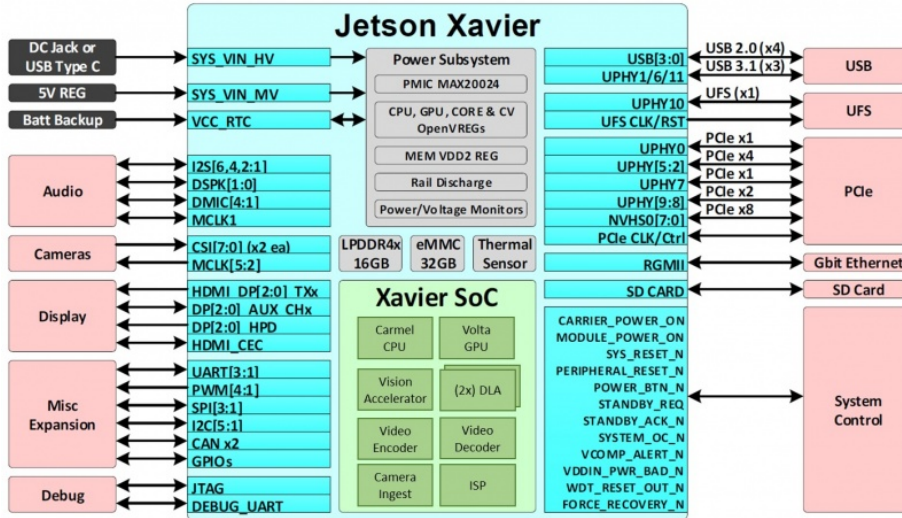 Jetson Xavier
DC Jack or
USB Type C
5V REG
Batt Backup
Audio
Cameras
Display
Misc
Expansion
Debug
SYS_VIN_HV
SYS_VIN_MV
VCC_RTC
I2S[6,4,2:1]
DSPK[1:0]
DMIC[4:1]
MCLK1
CSI[7:0] (x2 ea)
MCLK[5:2]
HDMI_DP[2:0]_TXx
DP[2:0]_AUX_CHx
DP[2:0]_HPD
HDMI_CEC
UART[3:1]
PWM[4:1]
SPI[3:1]
I2C[5:1]
CAN x2
GPIOs
JTAG
DEBUG_UART
Power Subsystem
PMIC MAX20024
CPU, GPU, CORE & CV
OpenVREGs
MEM VDD2 REG
Rail Discharge
Power/Voltage Monitors
LPDDR4x
16GB
eMMC
32GB
Thermal
Sensor
Xavier SoC
Carmel
CPU
Volta
GPU
Vision
Accelerator
(2x) DLA
Video
Encoder
Video
Decoder
Camera
Ingest
ISP
USB[3:0]
UPHY1/6/11
UPHY10
UFS CLK/RST
UPHY0
UPHY[5:2]
UPHY7
UPHY[9:8]
NVHS0[7:0]
PCIe CLK/Ctrl
RGMII
SD CARD
CARRIER_POWER_ON
MODULE_POWER_ON
SYS_RESET_N
PERIPHERAL_RESET_N
POWER_BTN_N
STANDBY_REQ
STANDBY_ACK_N
SYSTEM_OC_N
VCOMP_ALERT_N
VDDIN_PWR_BAD_N
WDT_RESET_OUT_N
FORCE_RECOVERY_N
USB 2.0 (x4)
USB 3.1 (x3)
UFS (x1)
PCIe x1
PCIe x4
PCIe x1
PCIe x2
PCIe x8
USB
UFS
PCIe
Gbit Ethernet
SD Card
System
Control